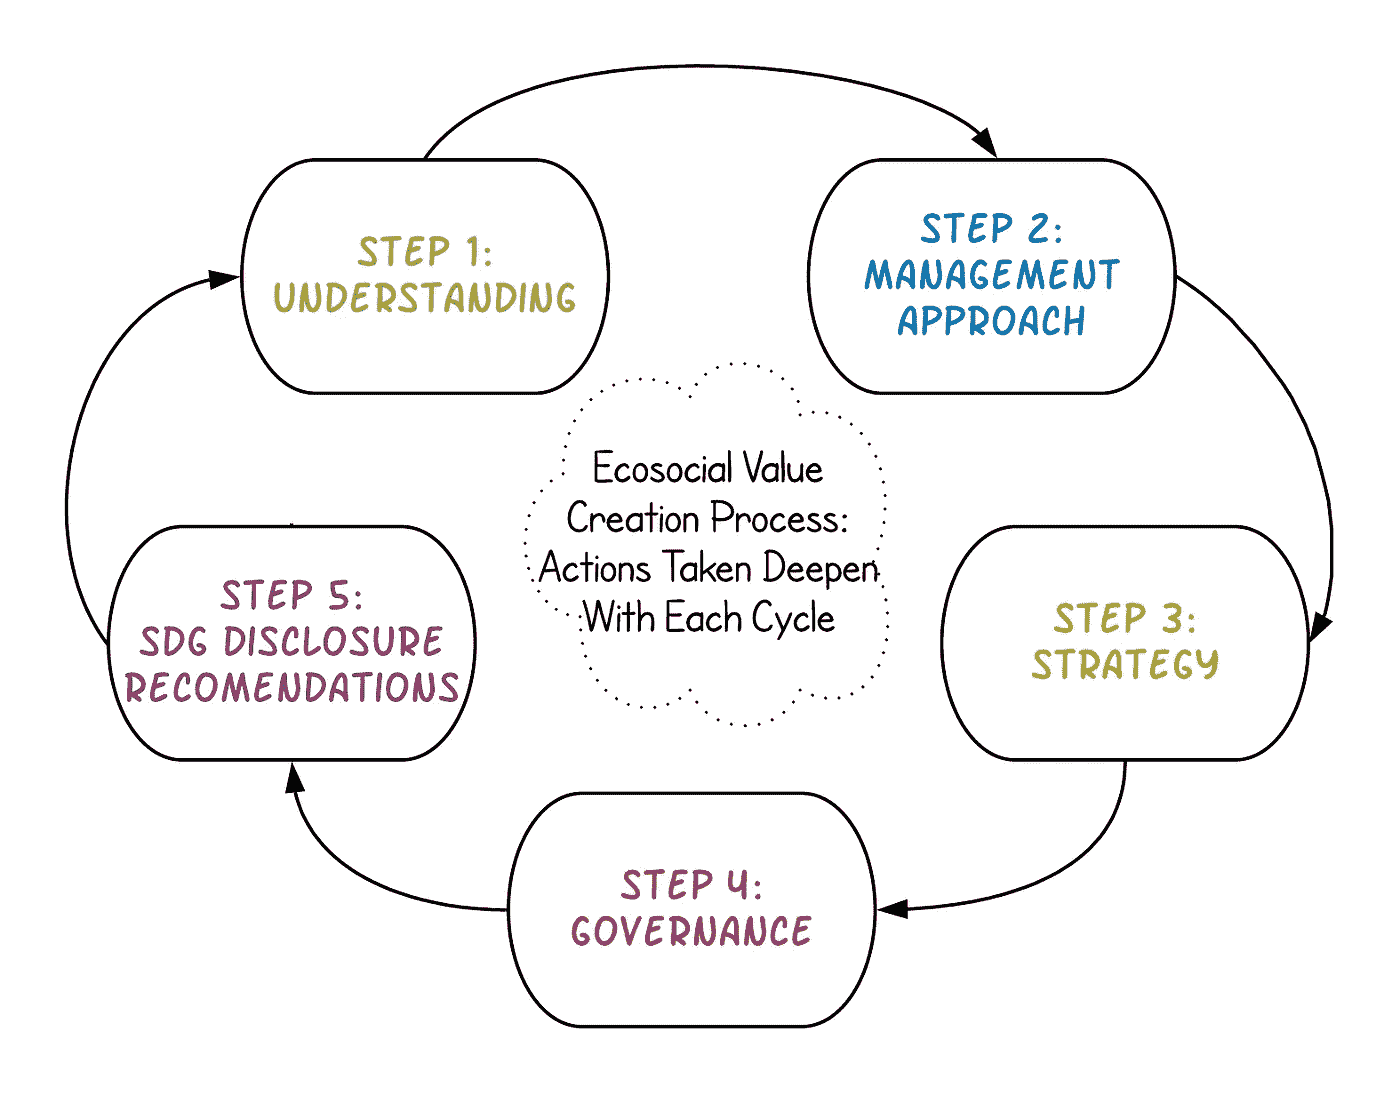 STEP 1:
UNDERSTANDING
STEP 2:
MANAGEMENT
APPROACH
Ecosocial Value
Creation Process:
Actions Taken Deepen
With Each Cycle
STEP 3:
STRATEGY
STEP 4:
GOVERNANCE
STEP 5:
SDG DISCLOSURE
RECOMENDATIONS